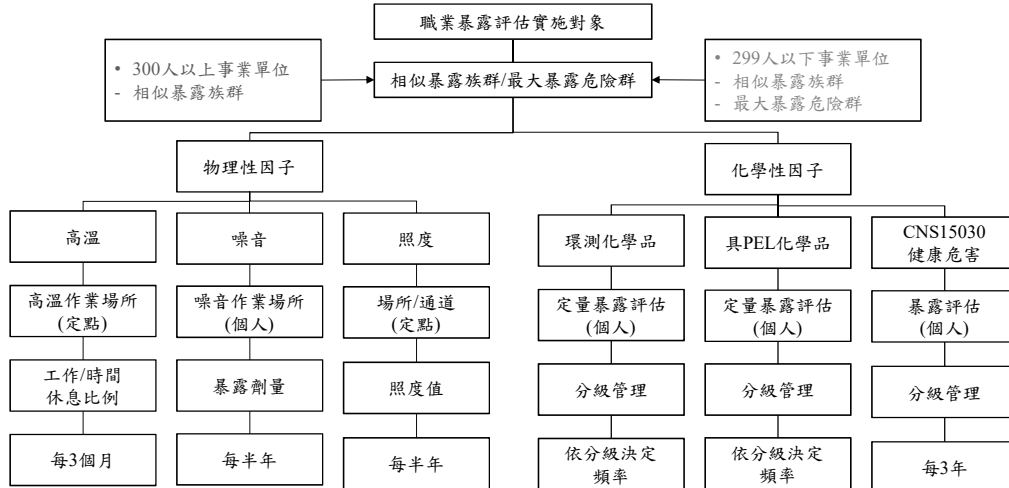 職業暴露評估實施對象
• 300人以上事業單位
- 相似暴露族群
相似暴露族群/最大暴露危險群
• 299人以下事業單位
- 相似暴露族群
- 最大暴露危險群
物理性因子
化學性因子
高溫
噪音
照度
環測化學品
具PEL化學品
CNS15030
健康危害
高溫作業場所
(定點)
噪音作業場所
(個人)
場所/通道
(定點)
定量暴露評估
(個人)
定量暴露評估
(個人)
暴露評估
(個人)
工作/時間
休息比例
暴露劑量
照度值
分級管理
分級管理
分級管理
每3個月
每半年
每半年
依分級決定
頻率
依分級決定
頻率
每3年